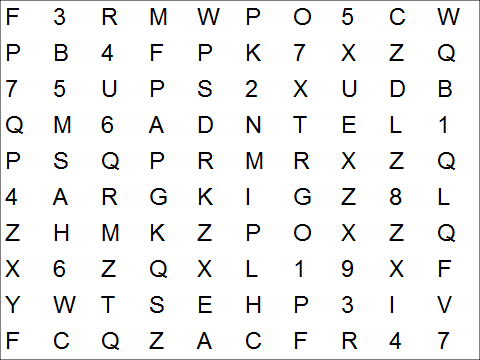 F 3 R M W P O 5 C W
P B 4 F P K 7 X Z Q
7 5 U P S 2 X U D B
Q M 6 A D N T E L 1
P S Q P R M R X Z Q
4 A R G K I G Z 8 L
Z H M K Z P O X Z Q
X 6 Z Q X L 1 9 X F
Y W T S E H P 3 I V
F C Q Z A C F R 4 7